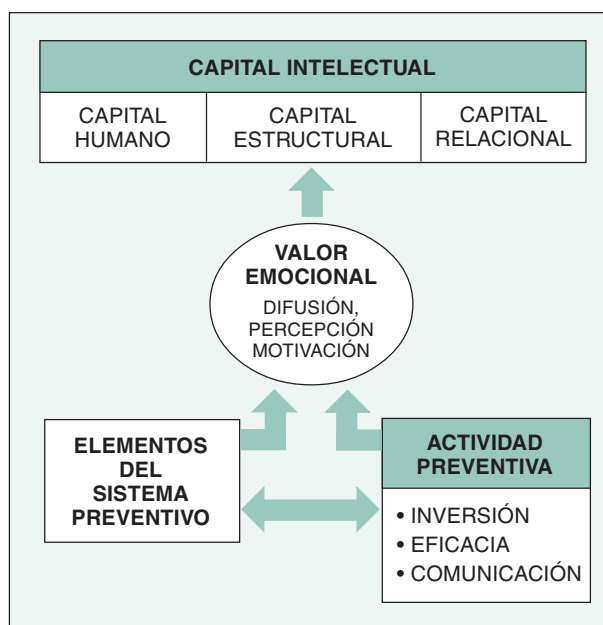 CAPITAL INTELECTUAL
CAPITAL
HUMANO
CAPITAL
ESTRUCTURAL
CAPITAL
RELACIONAL
VALOR
EMOCIONAL
DIFUSIÓN,
PERCEPCIÓN
MOTIVACIÓN
ELEMENTOS
DEL
SISTEMA
PREVENTIVO
ACTIVIDAD
PREVENTIVA
• INVERSIÓN
• EFICACIA
• COMUNICACIÓN